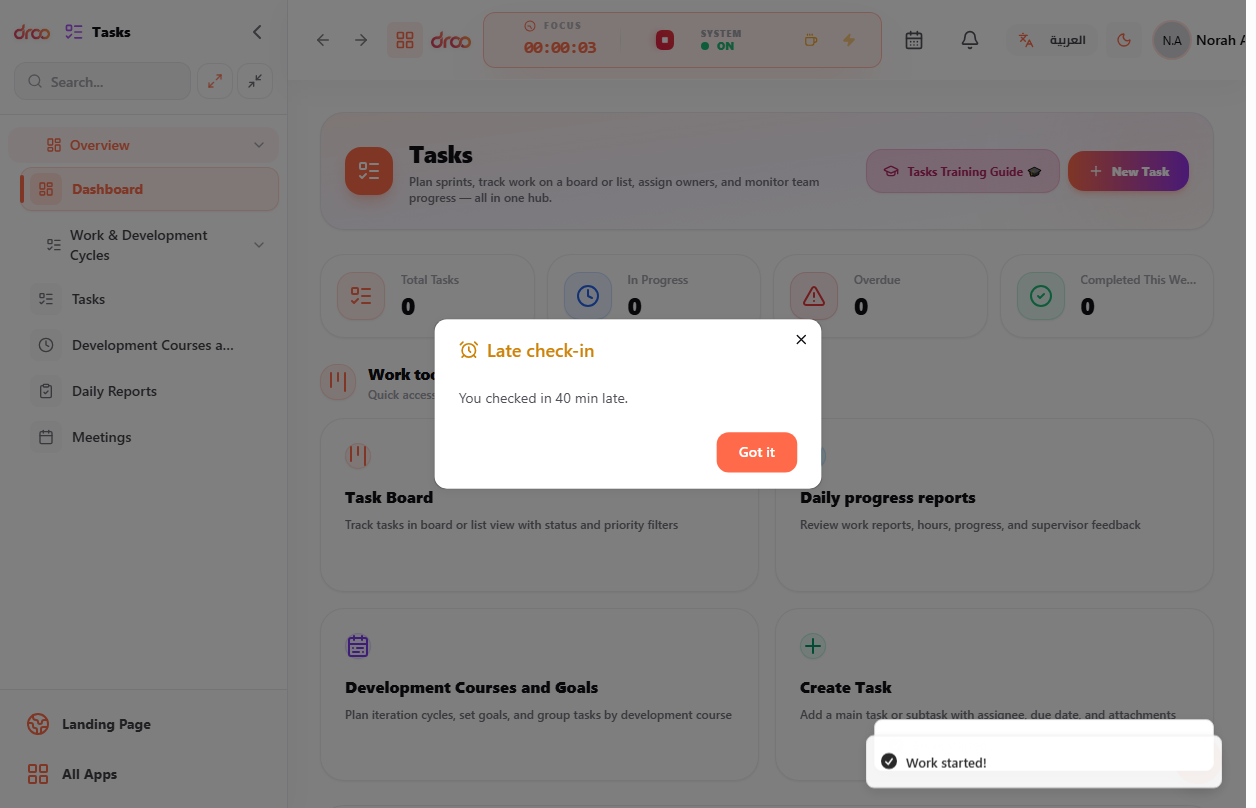 droo
Tasks
Search...
Overview
Dashboard
Work & Development
Cycles
Tasks
Development Courses a...
Daily Reports
Meetings
Landing Page
All Apps
droo
FOCUS
00:00:03
SYSTEM
ON
العربية
N.A
Norah A
Tasks
Plan sprints, track work on a board or list, assign owners, and monitor team
progress — all in one hub.
Tasks Training Guide 🎓
New Task
Total Tasks
0
In Progress
0
Overdue
0
Completed This We...
0
Work
Quick access
Late check-in
You checked in 40 min late.
Got it
Task Board
Track tasks in board or list view with status and priority filters
Daily progress reports
Review work reports, hours, progress, and supervisor feedback
Development Courses and Goals
Plan iteration cycles, set goals, and group tasks by development course
Create Task
Add a main task or subtask with assignee, due date, and attachments
Work started!